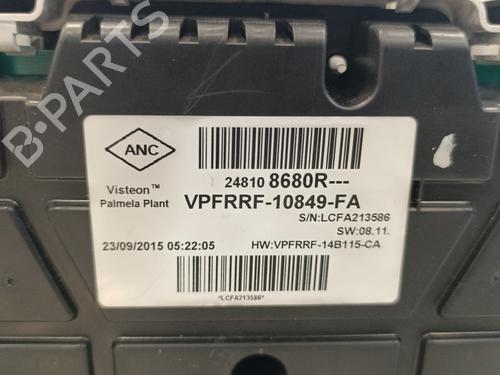 B-PARTS
ANC
Visteon™
Palmela Plant
24810 8680R---
VPFRRF-10849-FA
S/N:LCFA213586
SW:08.11.
23/09/2015 05:22:05
HW:VPFRRF-14B115-CA
*LCFA213586*